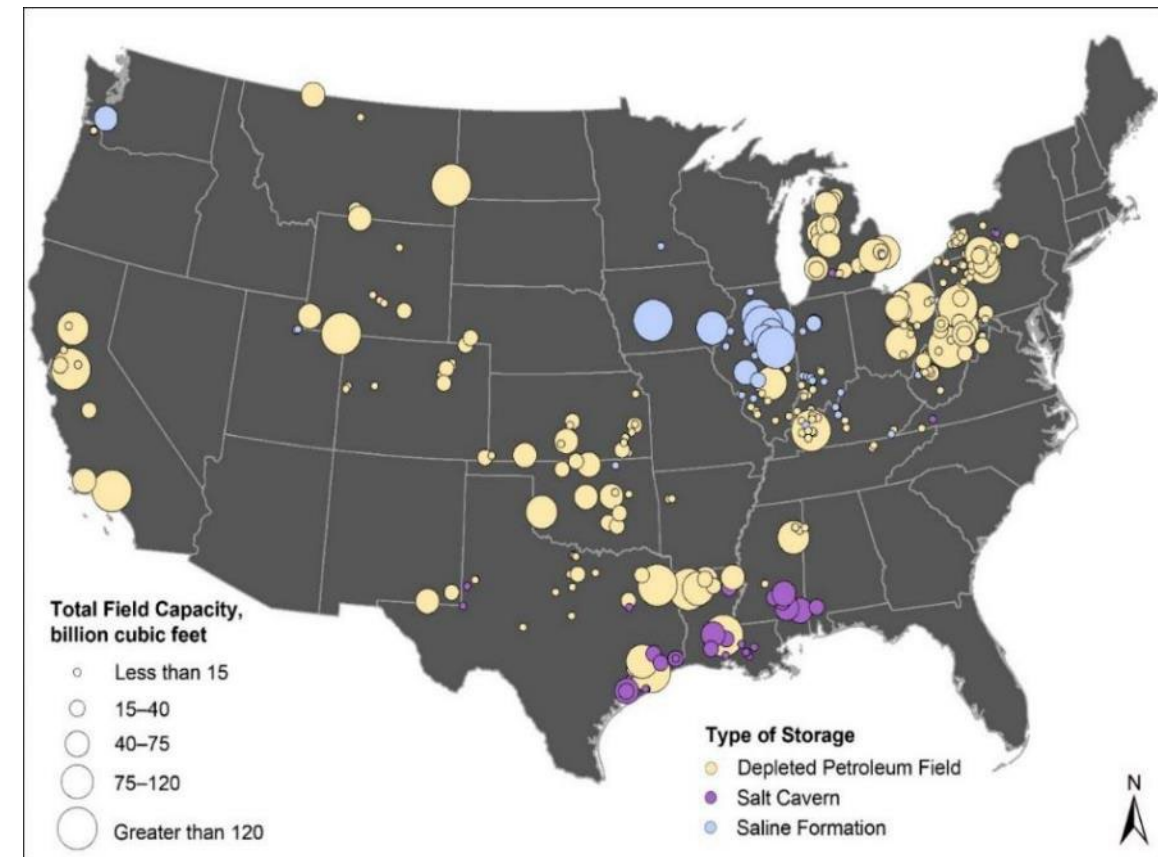 Total Field Capacity,
billion cubic feet
Less than 15
15–40
40–75
75–120
Greater than 120
Type of Storage
Depleted Petroleum Field
Salt Cavern
Saline Formation
N